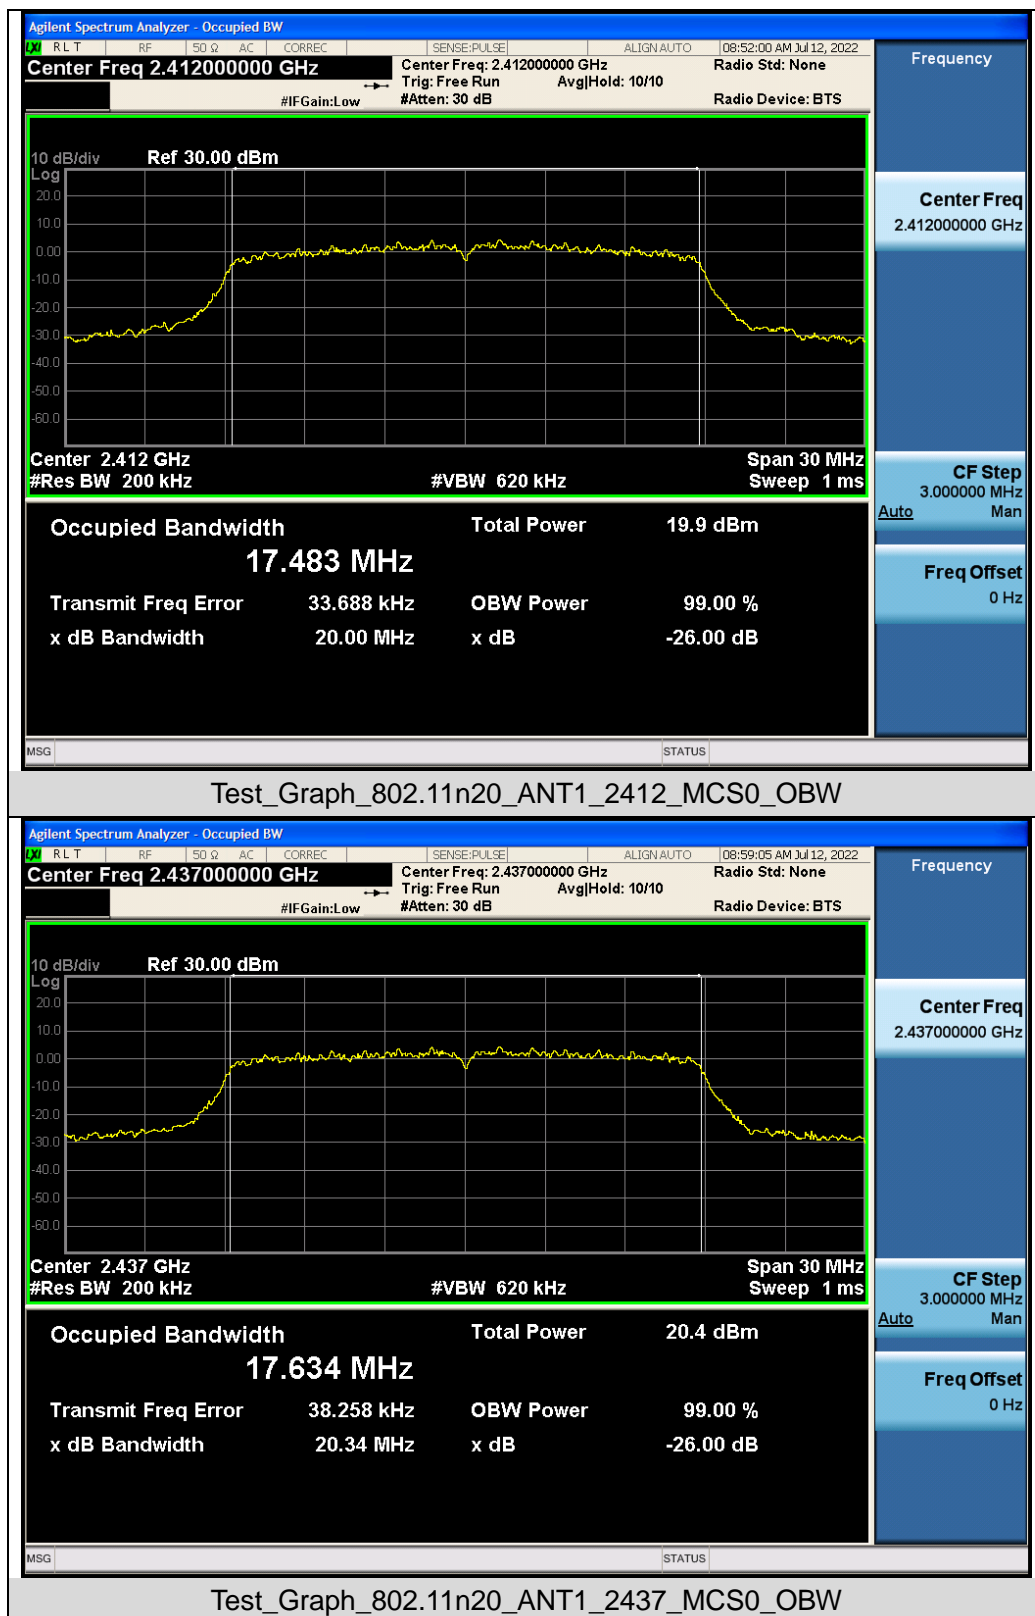 Agilent Spectrum Analyzer - Occupied BW
LXI RLT RF 50 Ω AC CORREC SENSE:PULSE ALIGN AUTO 08:52:00 AM Jul 12, 2022
Center Freq 2.412000000 GHz Center Freq: 2.412000000 GHz Radio Std: None
Trig: Free Run Avg|Hold: 10/10
#IFGain:Low #Atten: 30 dB Radio Device: BTS
Frequency
10 dB/div Ref 30.00 dBm
Log
20.0
10.0
0.00
-10.0
-20.0
-30.0
-40.0
-50.0
-60.0
Center 2.412 GHz Span 30 MHz
#Res BW 200 kHz #VBW 620 kHz Sweep 1 ms
Center Freq
2.412000000 GHz
CF Step
3.000000 MHz
Auto Man
Freq Offset
0 Hz
Occupied Bandwidth Total Power 19.9 dBm
17.483 MHz
Transmit Freq Error 33.688 kHz OBW Power 99.00 %
x dB Bandwidth 20.00 MHz x dB -26.00 dB
MSG STATUS
Test_Graph_802.11n20_ANT1_2412_MCS0_OBW
Agilent Spectrum Analyzer - Occupied BW
LXI RLT RF 50 Ω AC CORREC SENSE:PULSE ALIGN AUTO 08:59:05 AM Jul 12, 2022
Center Freq 2.437000000 GHz Center Freq: 2.437000000 GHz Radio Std: None
Trig: Free Run Avg|Hold: 10/10
#IFGain:Low #Atten: 30 dB Radio Device: BTS
Frequency
10 dB/div Ref 30.00 dBm
Log
20.0
10.0
0.00
-10.0
-20.0
-30.0
-40.0
-50.0
-60.0
Center 2.437 GHz Span 30 MHz
#Res BW 200 kHz #VBW 620 kHz Sweep 1 ms
Center Freq
2.437000000 GHz
CF Step
3.000000 MHz
Auto Man
Freq Offset
0 Hz
Occupied Bandwidth Total Power 20.4 dBm
17.634 MHz
Transmit Freq Error 38.258 kHz OBW Power 99.00 %
x dB Bandwidth 20.34 MHz x dB -26.00 dB
MSG STATUS
Test_Graph_802.11n20_ANT1_2437_MCS0_OBW